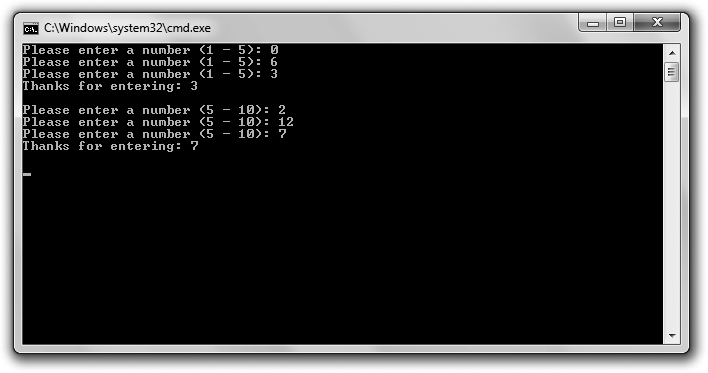 C:\Windows\system32\cmd.exe
Please enter a number (1 - 5): 0
Please enter a number (1 - 5): 6
Please enter a number (1 - 5): 3
Thanks for entering: 3
Please enter a number (5 - 10): 2
Please enter a number (5 - 10): 12
Please enter a number (5 - 10): 7
Thanks for entering: 7